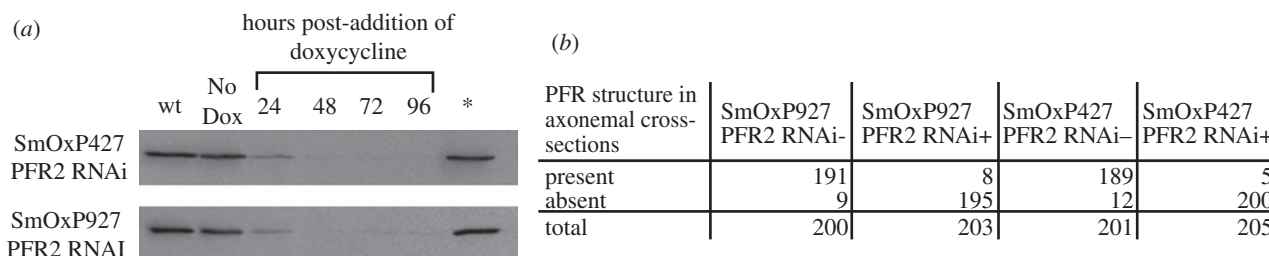 (a)
hours post-addition of
doxycycline
wt No Dox 24 48 72 96 *
SmOxP427
PFR2 RNAi
SmOxP927
PFR2 RNAI
(b)
PFR structure in
axonemal cross-
sections
SmOxP927
PFR2 RNAi-
SmOxP927
PFR2 RNAi+
SmOxP427
PFR2 RNAi–
SmOxP427
PFR2 RNAi+
present 191 8 189 5
absent 9 195 12 200
total 200 203 201 205